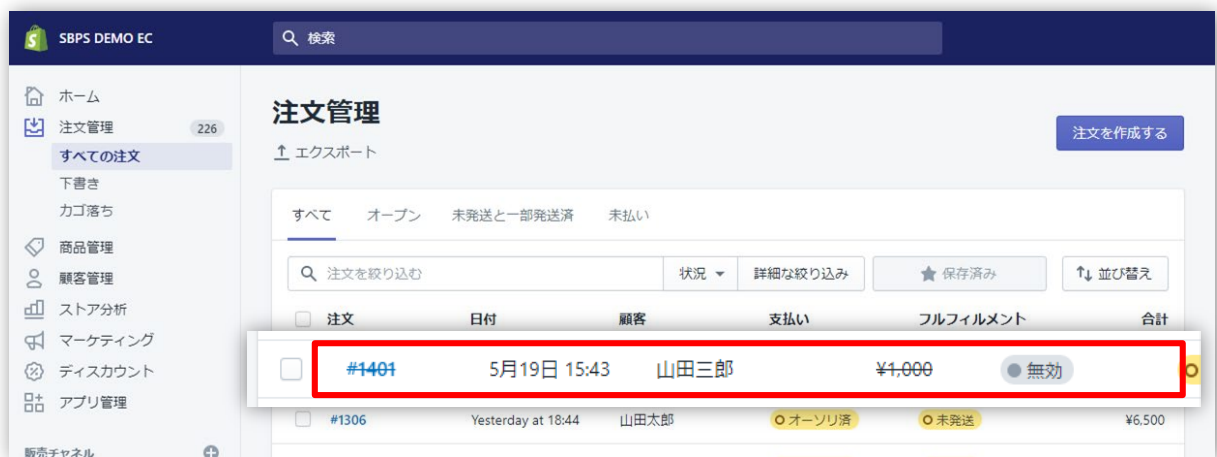 SBPS DEMO EC
検索
ホーム
注文管理 226
すべての注文
下書き
カゴ落ち
商品管理
顧客管理
ストア分析
マーケティング
ディスカウント
アプリ管理
販売チャネル
注文管理
エクスポート
注文を作成する
すべて オープン 未発送と一部発送済 未払い
注文を絞り込む 状況 詳細な絞り込み 保存済み 並び替え
注文 日付 顧客 支払い フルフィルメント 合計
#1401 5月19日 15:43 山田三郎 ¥1,000 無効
#1306 Yesterday at 18:44 山田太郎 オーソリ済 未発送 ¥6,500